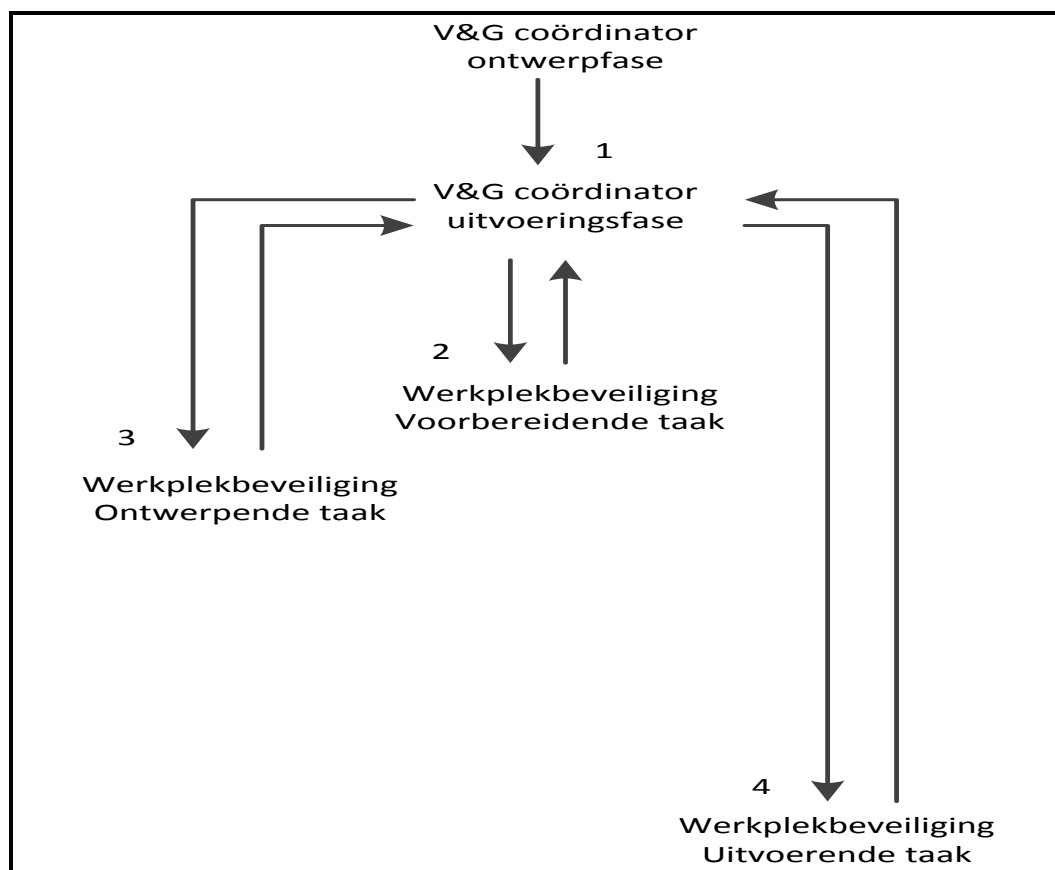 V&G coördinator
ontwerpfase
1
V&G coördinator
uitvoeringsfase
2
Werkplekbeveiliging
Voorbereidende taak
3
Werkplekbeveiliging
Ontwerpende taak
4
Werkplekbeveiliging
Uitvoerende taak